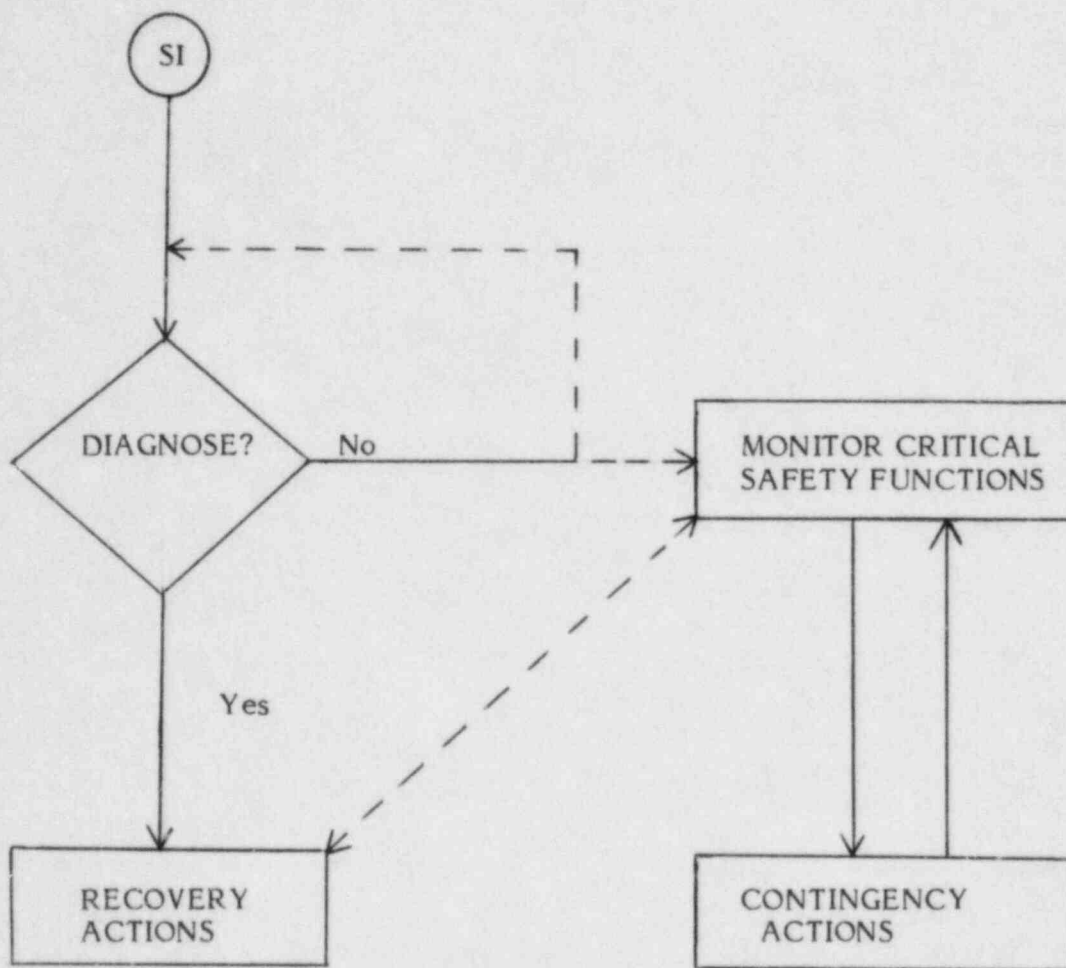 SI
DIAGNOSE?
No
MONITOR CRITICAL
SAFETY FUNCTIONS
Yes
RECOVERY
ACTIONS
CONTINGENCY
ACTIONS